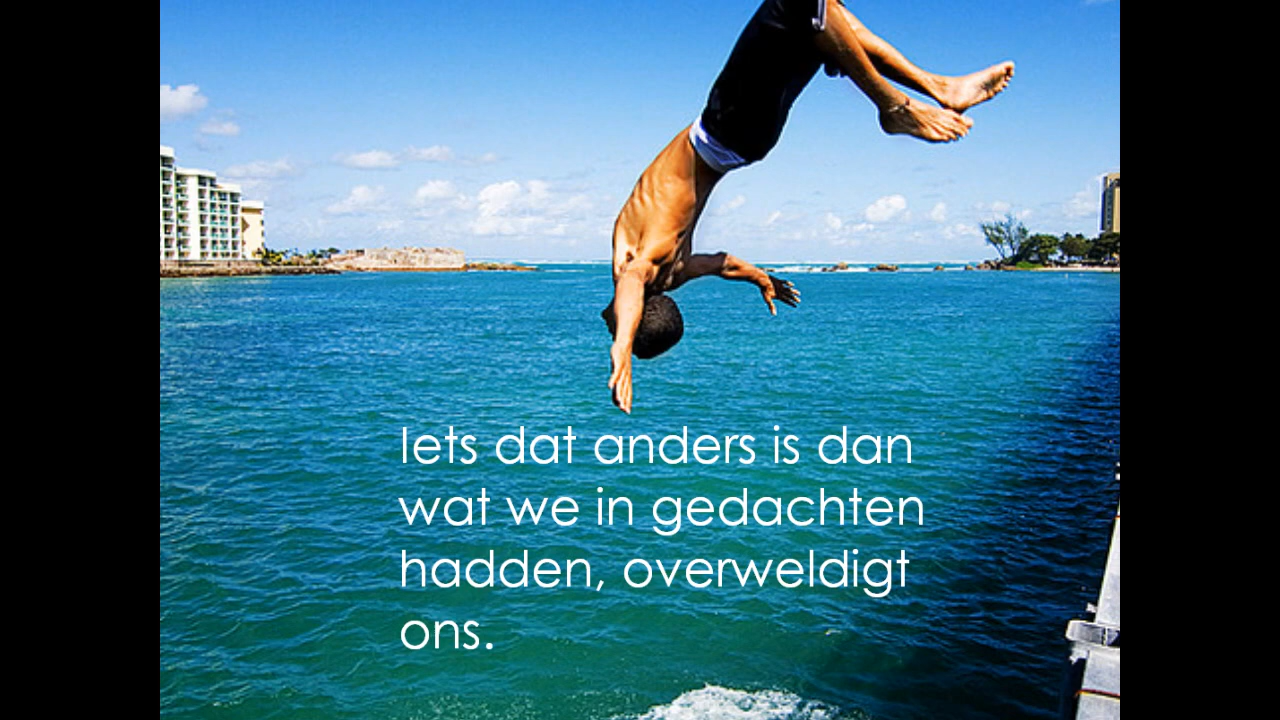 Iets dat anders is dan
wat we in gedachten
hadden, overweldigt
ons.